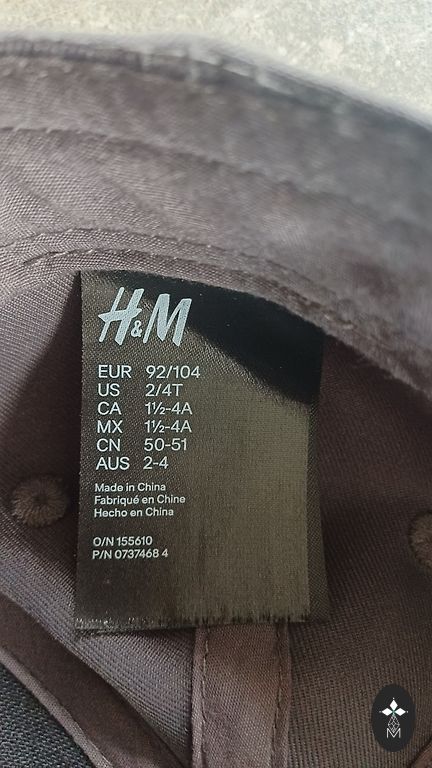 H&M
EUR 92/104
US 2/4T
CA 1½-4A
MX 1½-4A
CN 50-51
AUS 2-4
Made in China
Fabriqué en Chine
Hecho en China
O/N 155610
P/N 0737468 4
M